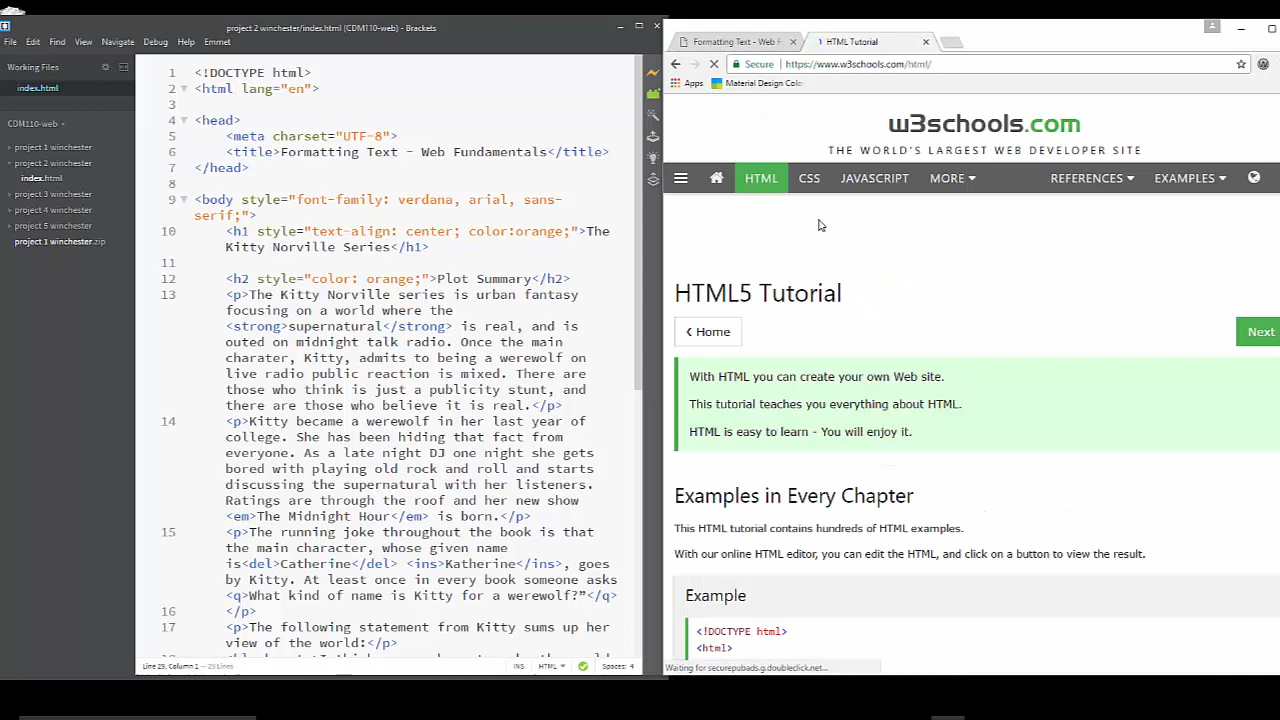 project 2 winchester/index.html (CDM110-web) - Brackets
File Edit Find View Navigate Debug Help Emmet
Working Files
index.html
CDM110-web
project 1 winchester
project 2 winchester
index.html
project 3 winchester
project 4 winchester
project 5 winchester
project 1 winchester.zip
1 <!DOCTYPE html>
2 <html lang="en">
3
4 <head>
5 <meta charset="UTF-8">
6 <title>Formatting Text - Web Fundamentals</title>
7 </head>
8
9 <body style="font-family: verdana, arial, sans-
serif;">
10 <h1 style="text-align: center; color:orange;">The
Kitty Norville Series</h1>
11
12 <h2 style="color: orange;">Plot Summary</h2>
13 <p>The Kitty Norville series is urban fantasy
focusing on a world where the
<strong>supernatural</strong> is real, and is
outed on midnight talk radio. Once the main
charater, Kitty, admits to being a werewolf on
live radio public reaction is mixed. There are
those who think is just a publicity stunt, and
there are those who believe it is real.</p>
14 <p>Kitty became a werewolf in her last year of
college. She has been hiding that fact from
everyone. As a late night DJ one night she gets
bored with playing old rock and roll and starts
discussing the supernatural with her listeners.
Ratings are through the roof and her new show
<em>The Midnight Hour</em> is born.</p>
15 <p>The running joke throughout the book is that
the main character, whose given name
is<del>Catherine</del> <ins>Katherine</ins>, goes
by Kitty. At least once in every book someone asks
<q>What kind of name is Kitty for a werewolf?”</q>
16 </p>
17 <p>The following statement from Kitty sums up her
view of the world:</p>
Line 29, Column 1 — 29 Lines
INS HTML Spaces: 4
Formatting Text - Web F
HTML Tutorial
Secure https://www.w3schools.com/html/
Apps Material Design Colo
w3schools.com
THE WORLD'S LARGEST WEB DEVELOPER SITE
HTML CSS JAVASCRIPT MORE REFERENCES EXAMPLES
HTML5 Tutorial
❮ Home
Next
With HTML you can create your own Web site.
This tutorial teaches you everything about HTML.
HTML is easy to learn - You will enjoy it.
Examples in Every Chapter
This HTML tutorial contains hundreds of HTML examples.
With our online HTML editor, you can edit the HTML, and click on a button to view the result.
Example
<!DOCTYPE html>
<html>
Waiting for securepubads.g.doubleclick.net...